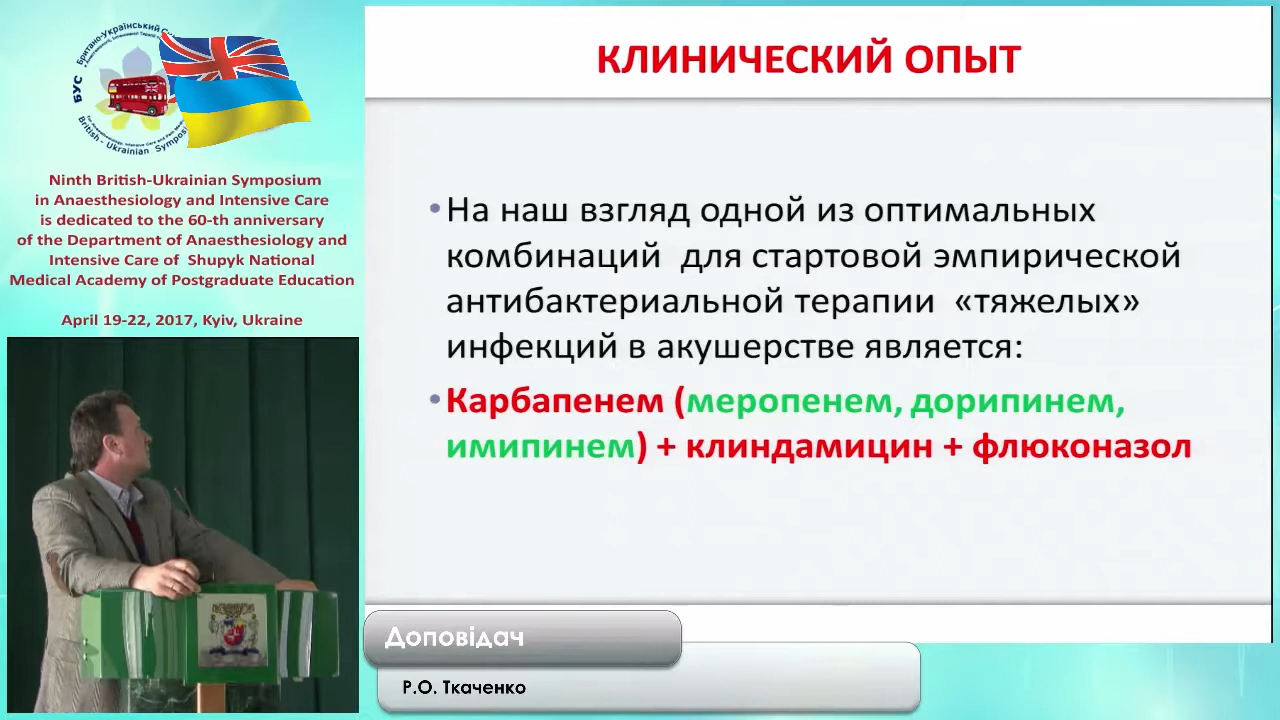 Британо-Український
БУС
British - Ukrainian Symposi
Ninth British-Ukrainian Symposium
in Anaesthesiology and Intensive Care
is dedicated to the 60-th anniversary
of the Department of Anaesthesiology and
Intensive Care of Shupyk National
Medical Academy of Postgraduate Education
April 19-22, 2017, Kyiv, Ukraine
КЛИНИЧЕСКИЙ ОПЫТ
•На наш взгляд одной из оптимальных
комбинаций для стартовой эмпирической
антибактериальной терапии «тяжелых»
инфекций в акушерстве является:
•Карбапенем (меропенем, дорипинем,
имипинем) + клиндамицин + флюконазол
Доповідач
Р.О. Ткаченко